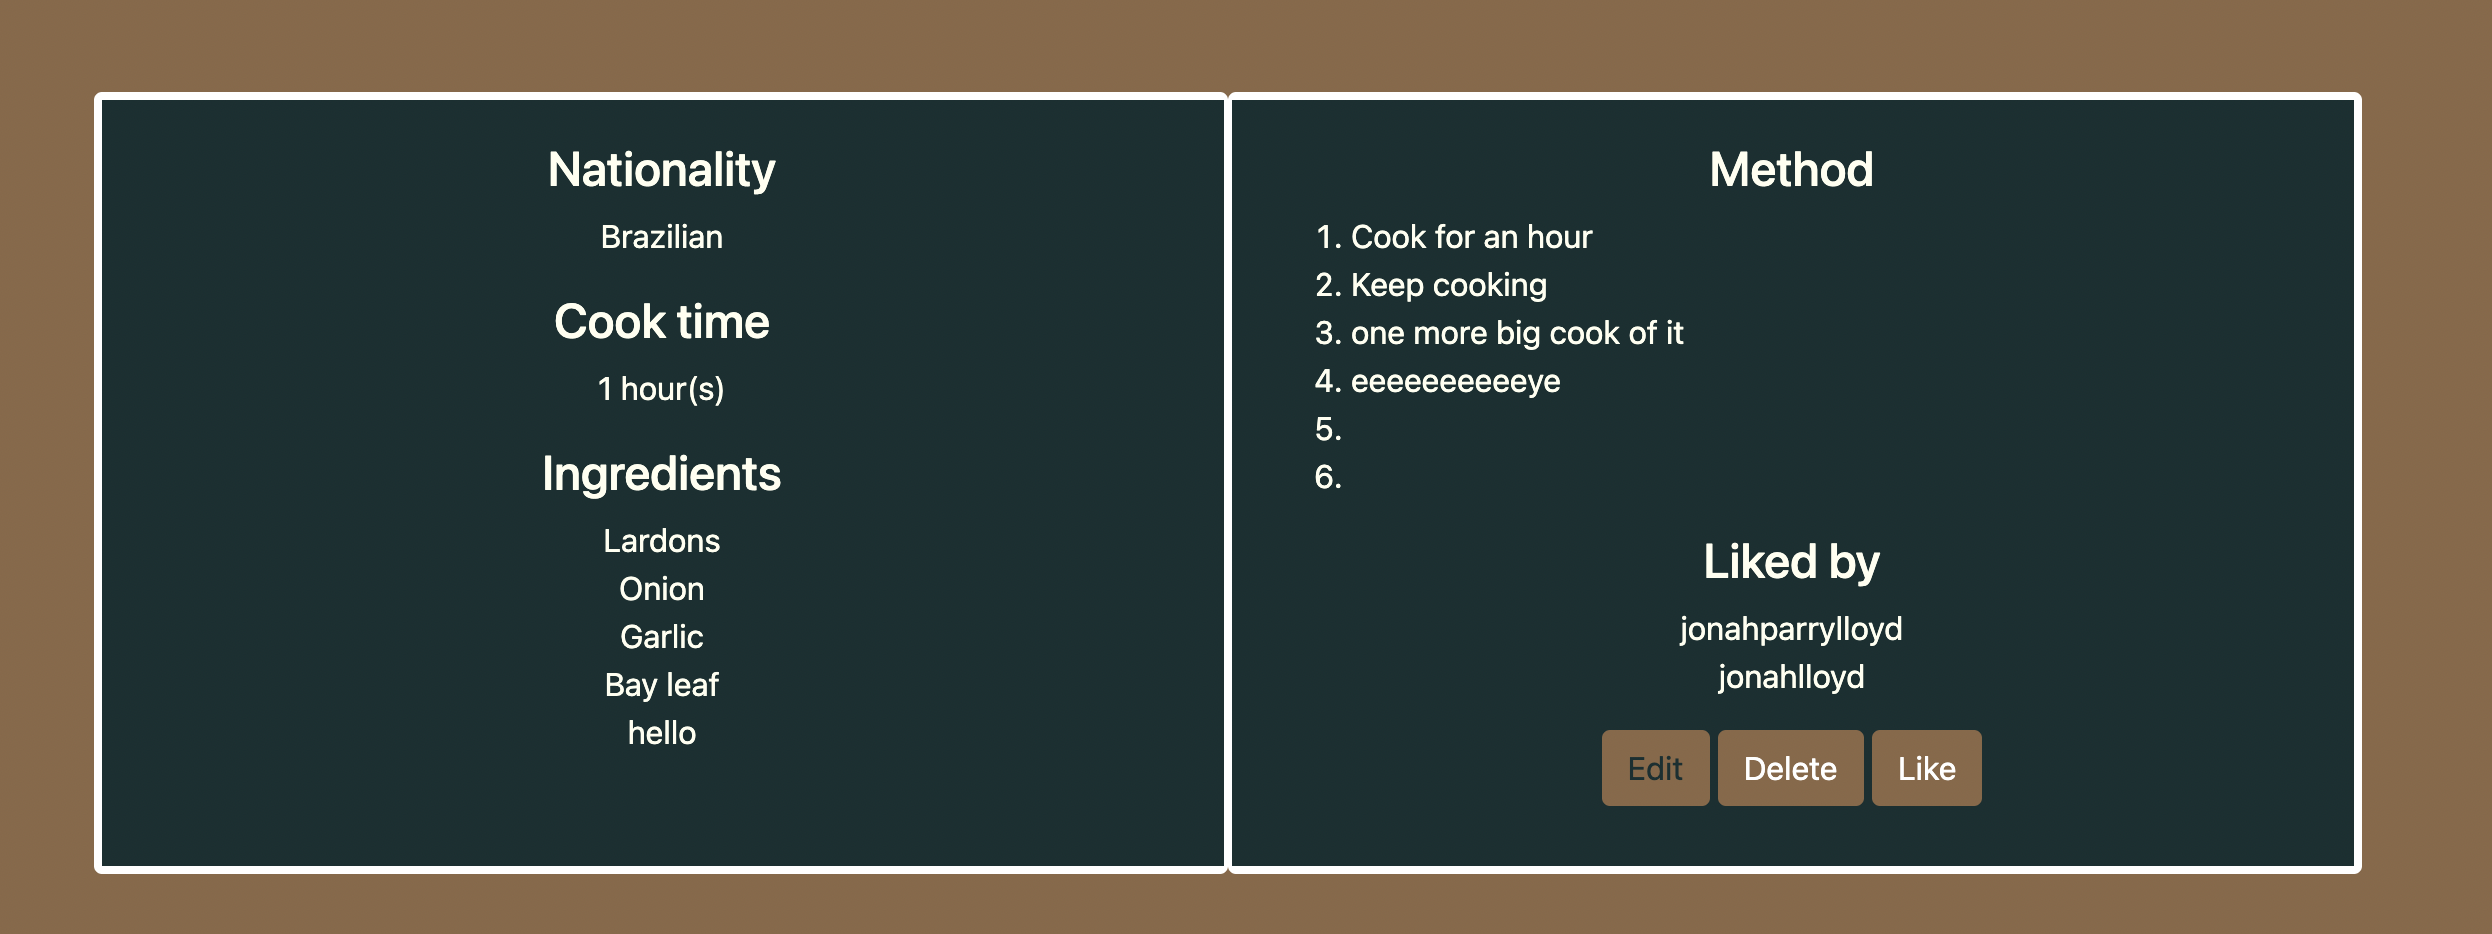 Nationality
Brazilian
Cook time
1 hour(s)
Ingredients
Lardons
Onion
Garlic
Bay leaf
hello
Method
1. Cook for an hour
2. Keep cooking
3. one more big cook of it
4. eeeeeeeeeeye
5.
6.
Liked by
jonahparrylloyd
jonahlloyd
Edit Delete Like